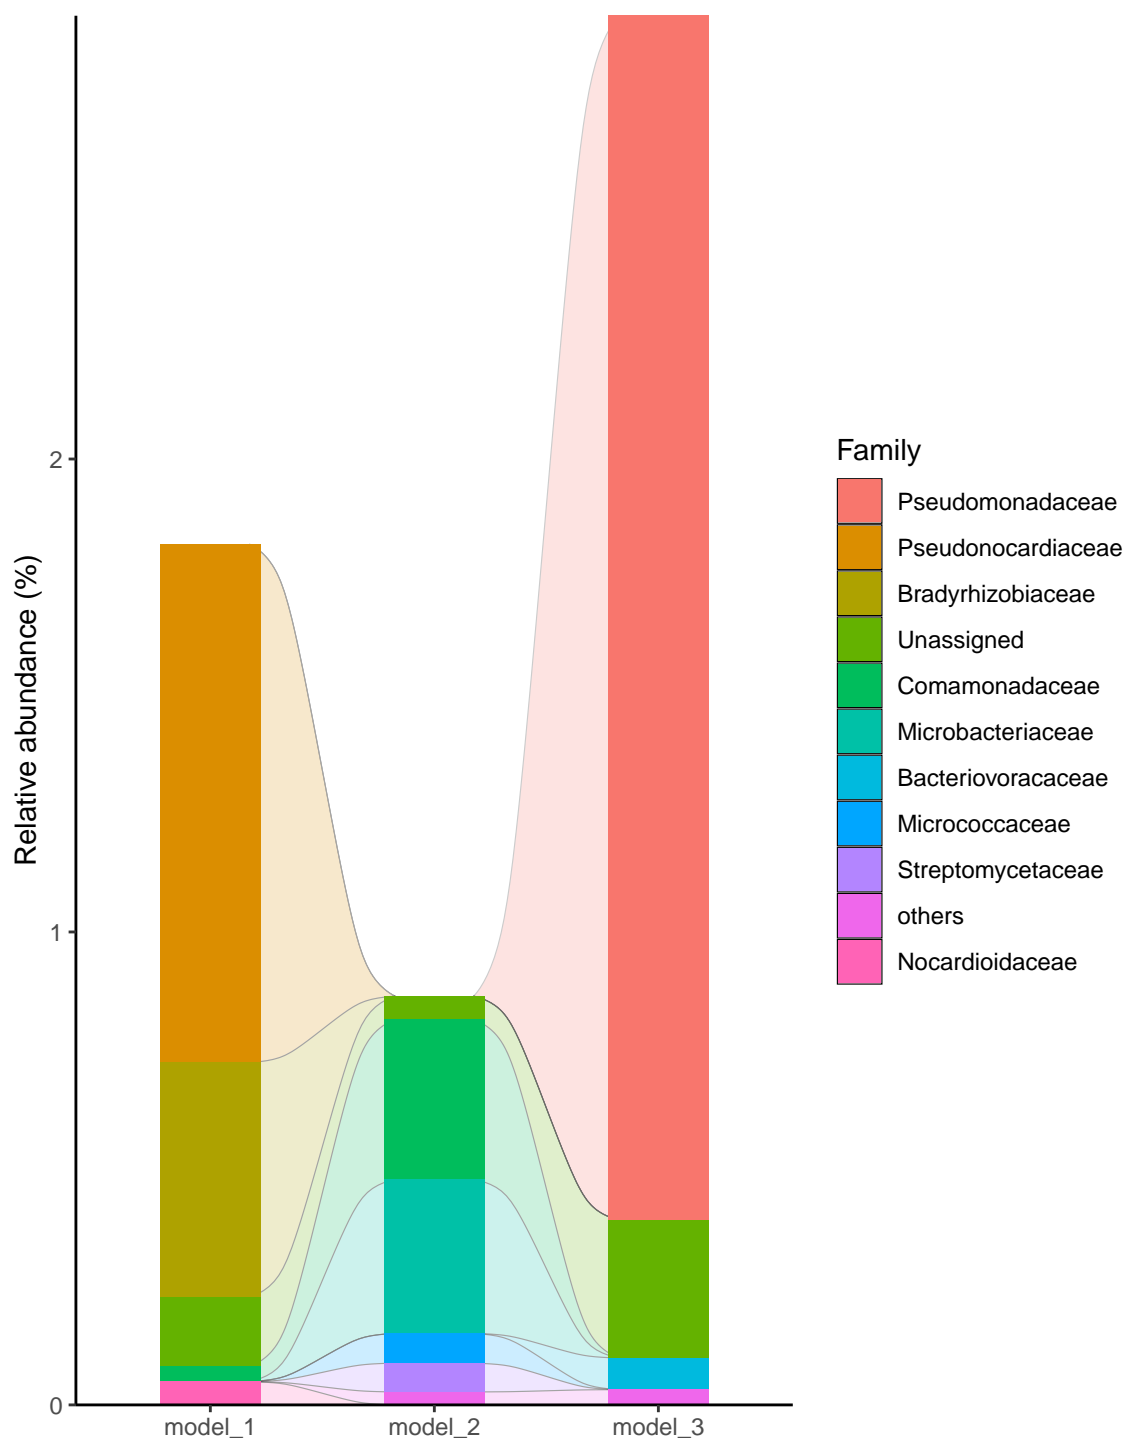 Relative abundance (%)
2
1
0
model_1
model_2
model_3
Family
Pseudomonadaceae
Pseudonocardiaceae
Bradyrhizobiaceae
Unassigned
Comamonadaceae
Microbacteriaceae
Bacteriovoracaceae
Micrococcaceae
Streptomycetaceae
others
Nocardioidaceae